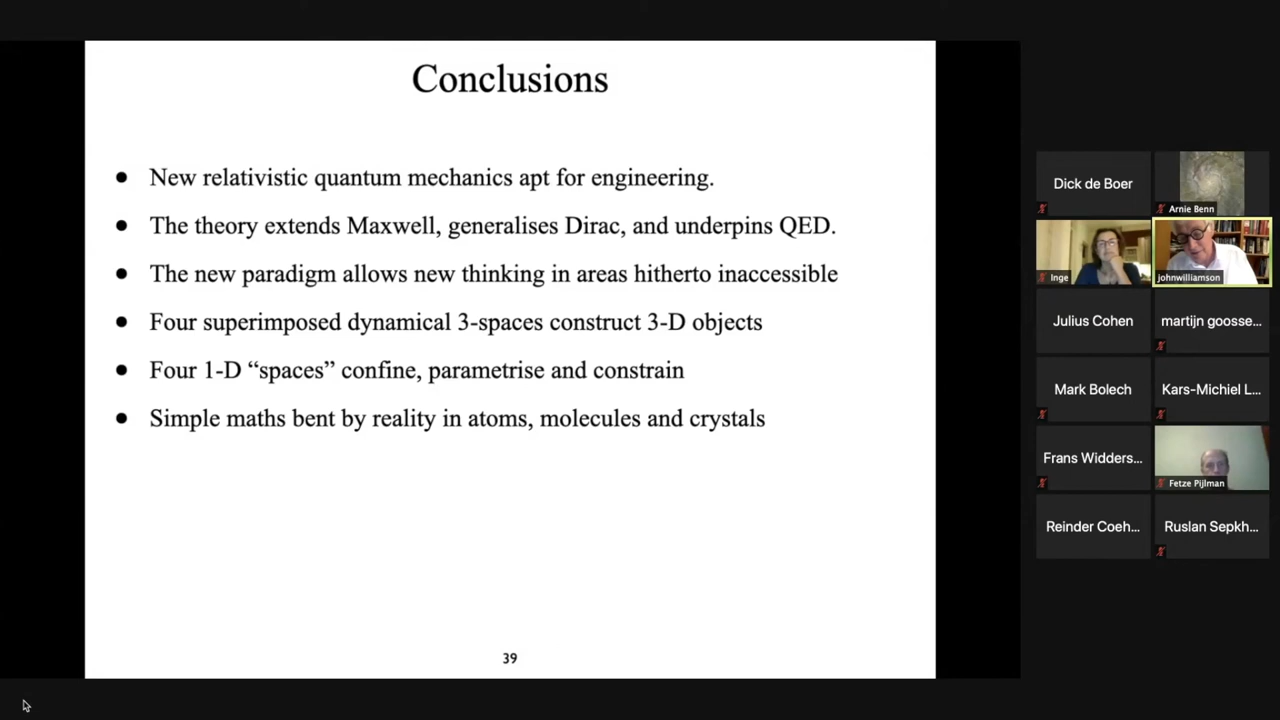 Conclusions
● New relativistic quantum mechanics apt for engineering.
● The theory extends Maxwell, generalises Dirac, and underpins QED.
● The new paradigm allows new thinking in areas hitherto inaccessible
● Four superimposed dynamical 3-spaces construct 3-D objects
● Four 1-D “spaces” confine, parametrise and constrain
● Simple maths bent by reality in atoms, molecules and crystals
39
Dick de Boer
Arnie Benn
Inge
johnwilliamson
Julius Cohen
martijn goosse...
Mark Bolech
Kars-Michiel L...
Frans Widders...
Fetze Pijlman
Reinder Coeh...
Ruslan Sepkh...